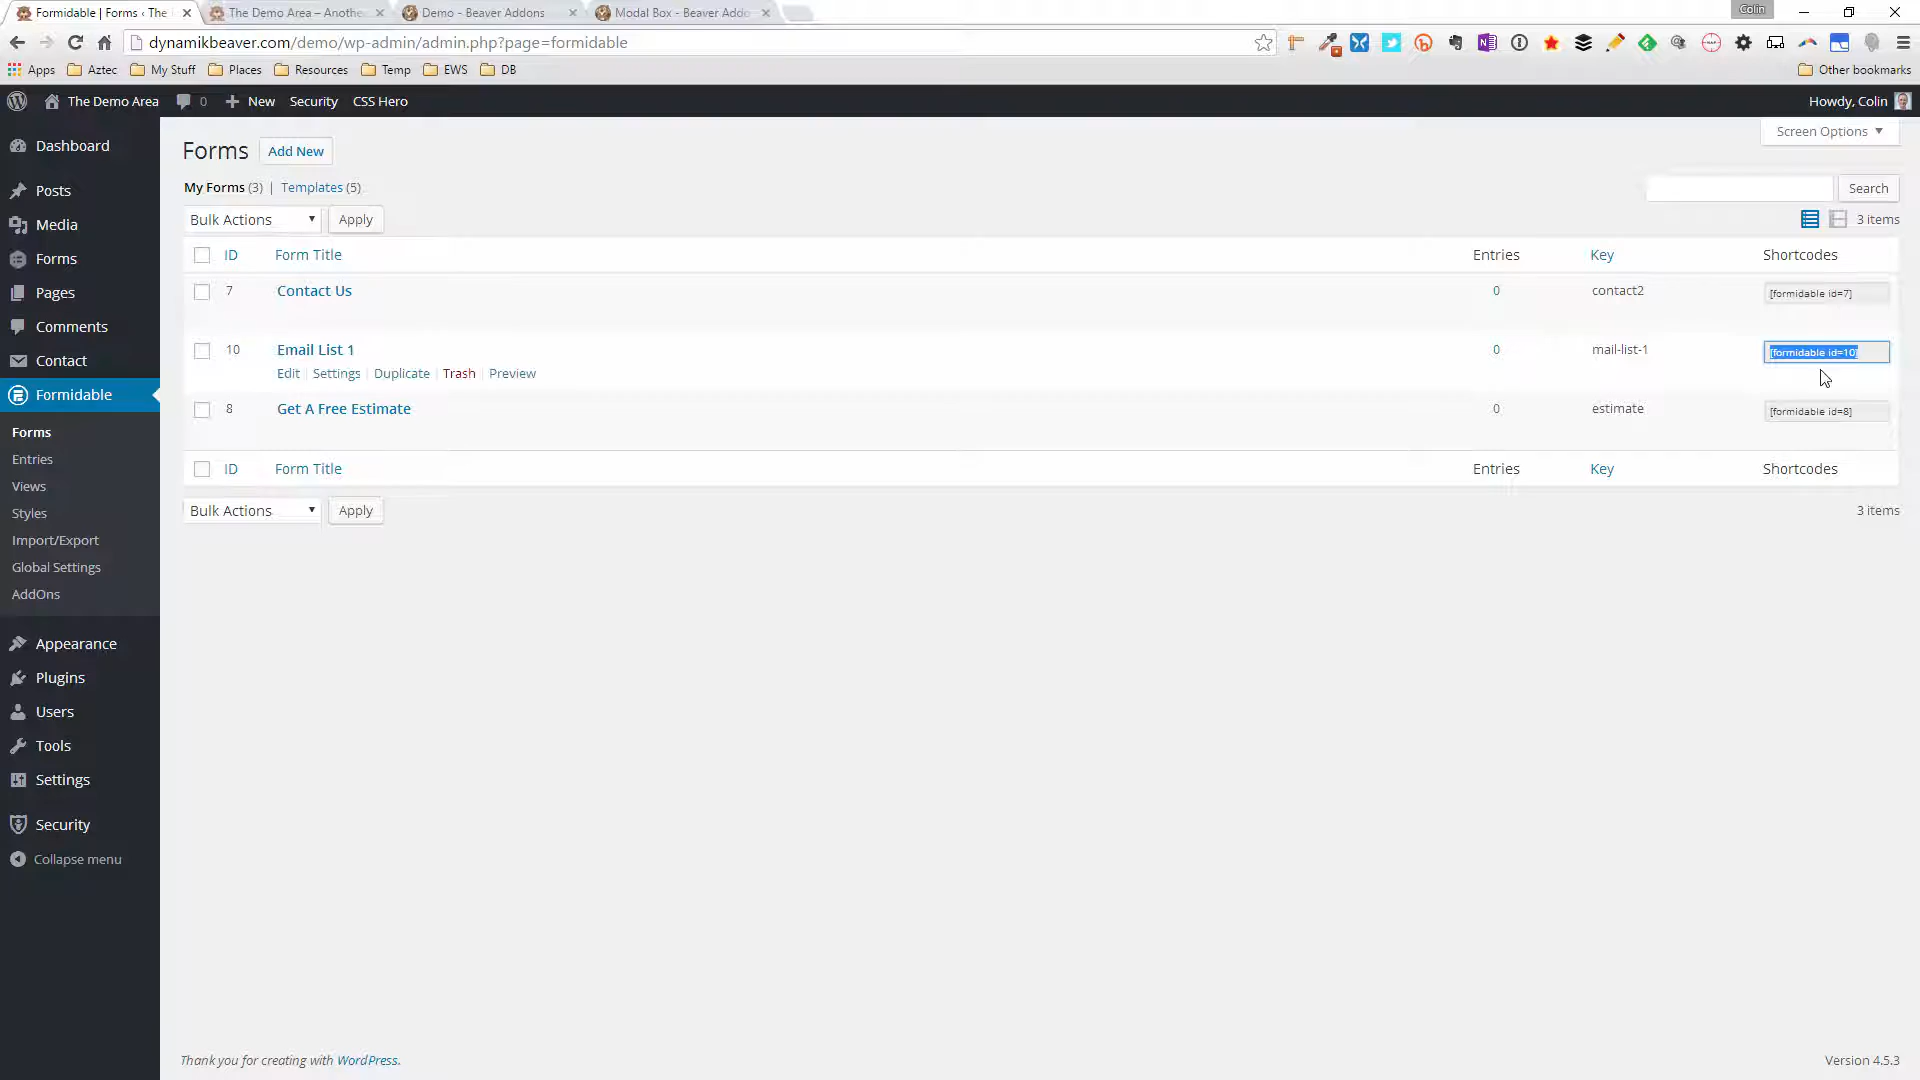 Formidable | Forms ‹ The
The Demo Area – Anothe
Demo - Beaver Addons
Modal Box - Beaver Addo
Colin
dynamikbeaver.com/demo/wp-admin/admin.php?page=formidable
Apps Aztec My Stuff Places Resources Temp EWS DB Other bookmarks
The Demo Area 0 New Security CSS Hero Howdy, Colin
Screen Options
Dashboard
Posts
Media
Forms
Pages
Comments
Contact
Formidable
Forms
Entries
Views
Styles
Import/Export
Global Settings
AddOns
Appearance
Plugins
Users
Tools
Settings
Security
Collapse menu
Forms Add New
My Forms (3) | Templates (5)
Search
Bulk Actions Apply 3 items
ID Form Title Entries Key Shortcodes
7 Contact Us 0 contact2 [formidable id=7]
10 Email List 1 0 mail-list-1 [formidable id=10]
Edit | Settings | Duplicate | Trash | Preview
8 Get A Free Estimate 0 estimate [formidable id=8]
ID Form Title Entries Key Shortcodes
Bulk Actions Apply 3 items
Thank you for creating with WordPress. Version 4.5.3